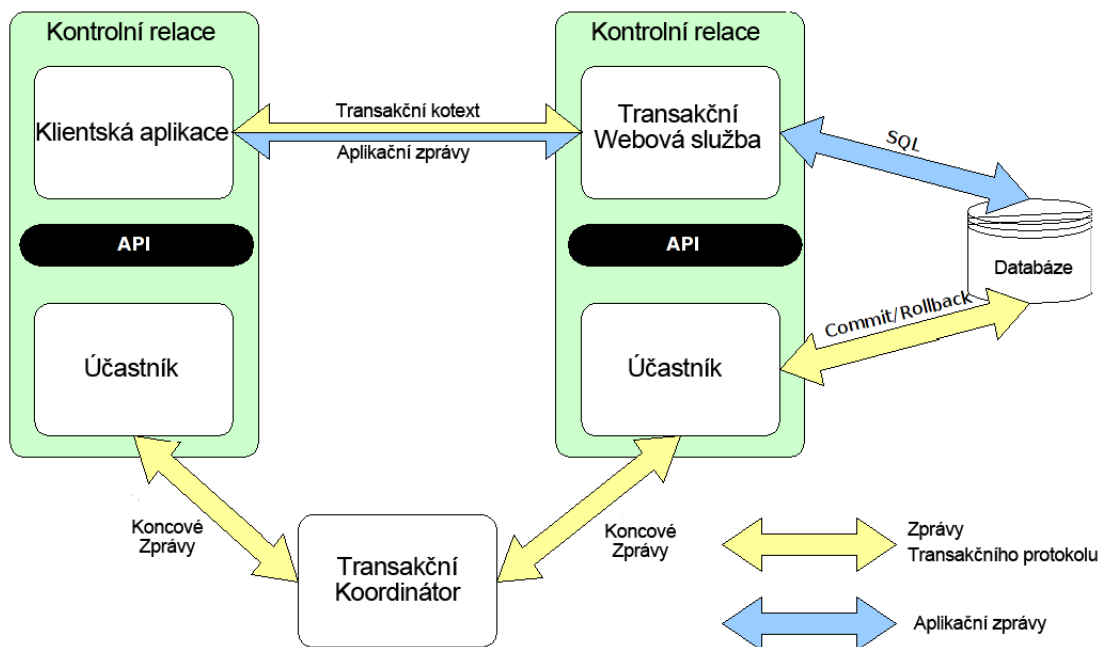 Kontrolní relace
Klientská aplikace
API
Účastník
Transakční kotext
Aplikační zprávy
Kontrolní relace
Transakční
Webová služba
API
Účastník
SQL
Databáze
Commit/Rollback
Koncové
Zprávy
Transakční
Koordinátor
Koncové
Zprávy
Zprávy
Transakčního protokolu
Aplikační zprávy